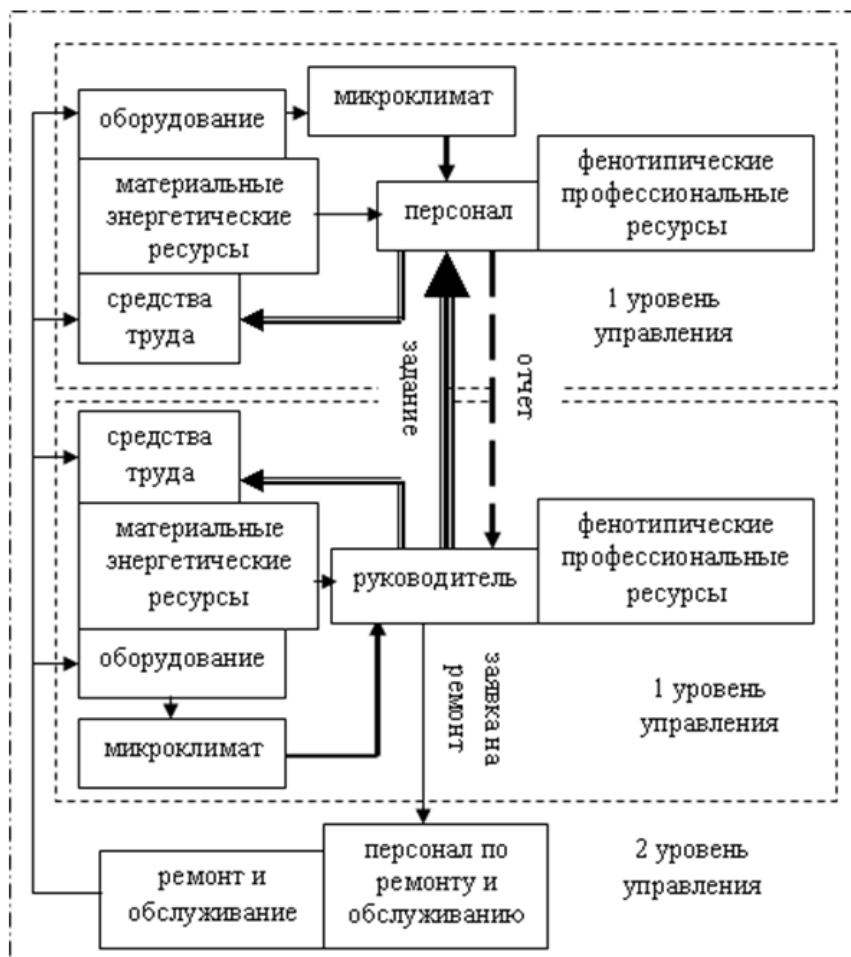 оборудование
микроклимат
материальные
энергетические
ресурсы
персонал
фенотипические
профессиональные
ресурсы
средства
труда
1 уровень
управления
задание
отчет
средства
труда
материальные
энергетические
ресурсы
руководитель
фенотипические
профессиональные
ресурсы
оборудование
микроклимат
заявка на
ремонт
1 уровень
управления
ремонт и
обслуживание
персонал по
ремонту и
обслуживанию
2 уровень
управления